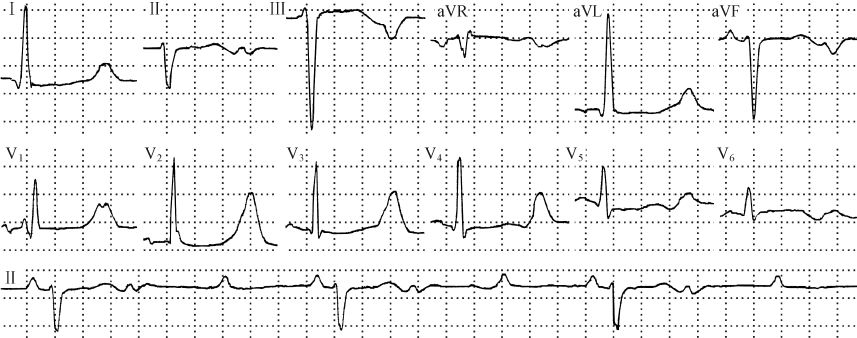 I II III aVR aVL aVF
V₁ V₂ V₃ V₄ V₅ V₆
II